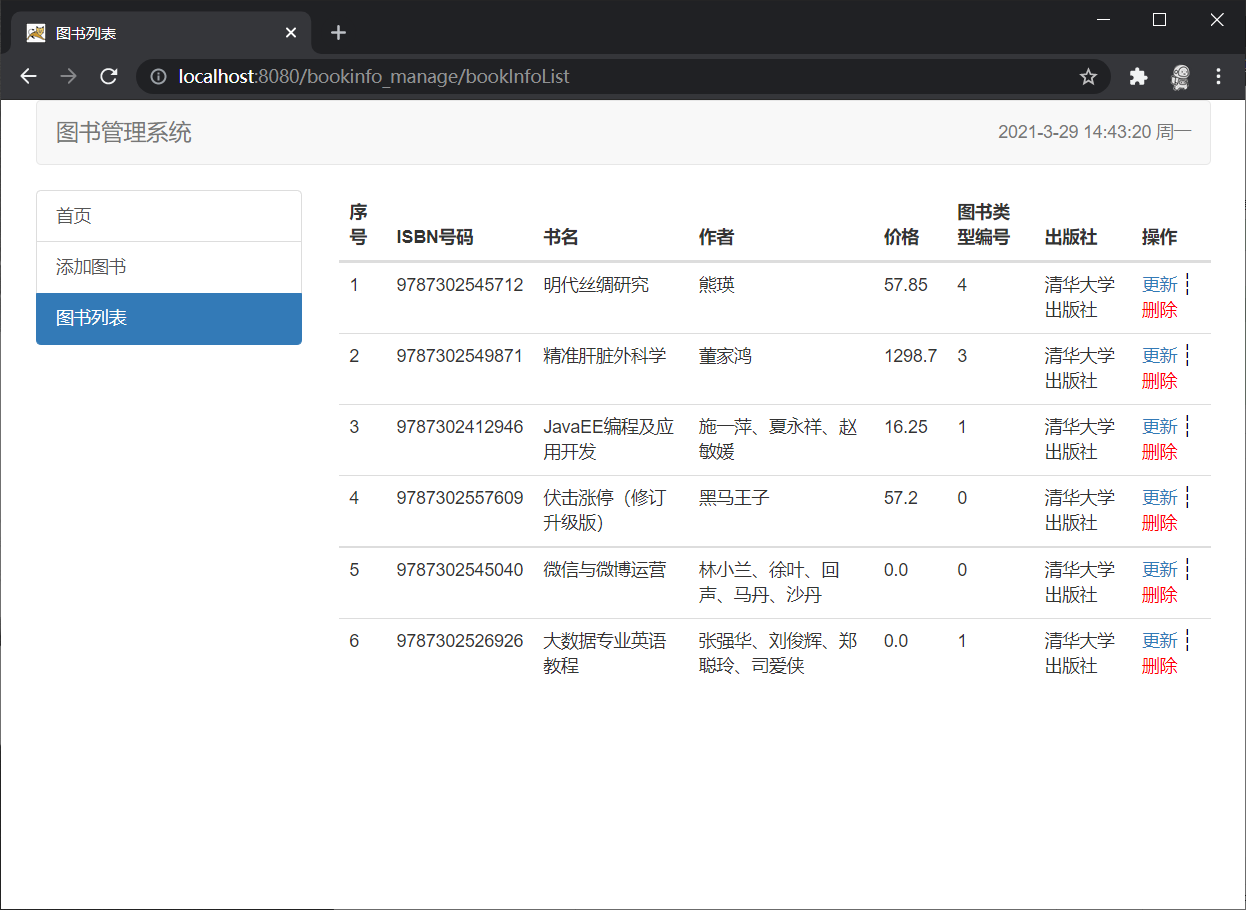 图书列表
localhost:8080/bookinfo_manage/bookInfoList
图书管理系统
2021-3-29 14:43:20 周一
首页
添加图书
图书列表
序号 ISBN号码 书名 作者 价格 图书类型编号 出版社 操作
1 9787302545712 明代丝绸研究 熊瑛 57.85 4 清华大学出版社 更新 ¦ 删除
2 9787302549871 精准肝脏外科学 董家鸿 1298.7 3 清华大学出版社 更新 ¦ 删除
3 9787302412946 JavaEE编程及应用开发 施一萍、夏永祥、赵敏媛 16.25 1 清华大学出版社 更新 ¦ 删除
4 9787302557609 伏击涨停（修订升级版） 黑马王子 57.2 0 清华大学出版社 更新 ¦ 删除
5 9787302545040 微信与微博运营 林小兰、徐叶、回声、马丹、沙丹 0.0 0 清华大学出版社 更新 ¦ 删除
6 9787302526926 大数据专业英语教程 张强华、刘俊辉、郑聪玲、司爱侠 0.0 1 清华大学出版社 更新 ¦ 删除